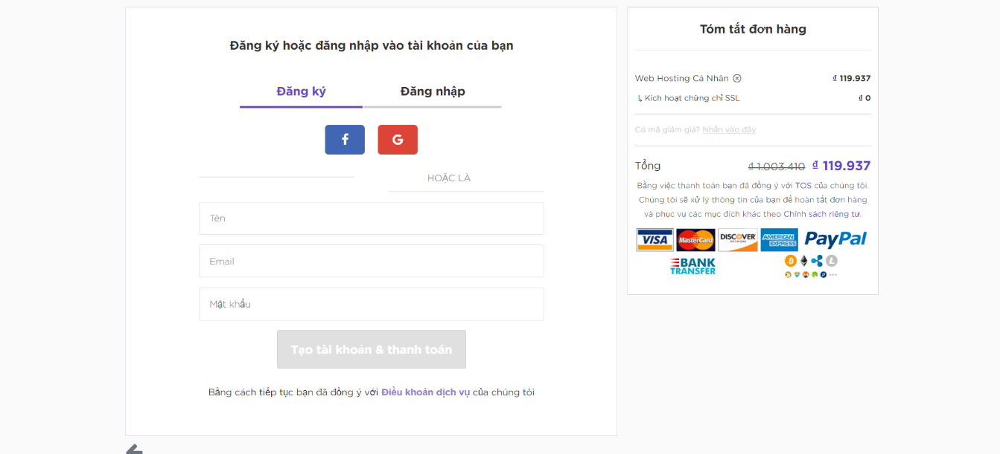 Đăng ký hoặc đăng nhập vào tài khoản của bạn
Đăng ký
Đăng nhập
f
G
HOẶC LÀ
Tên
Email
Mật khẩu
Tạo tài khoản & thanh toán
Bằng cách tiếp tục bạn đã đồng ý với Điều khoản dịch vụ của chúng tôi
Tóm tắt đơn hàng
Web Hosting Cá Nhân ₫ 119.937
Kích hoạt chứng chỉ SSL ₫ 0
Có mã giảm giá? Nhấn vào đây
Tổng ₫ 1.003.410 ₫ 119.937
Bằng việc thanh toán bạn đã đồng ý với TOS của chúng tôi.
Chúng tôi sẽ xử lý thông tin của bạn để hoàn tất đơn hàng
và phục vụ các mục đích khác theo Chính sách riêng tư.
VISA MasterCard DISCOVER NETWORK AMERICAN EXPRESS PayPal
BANK
TRANSFER